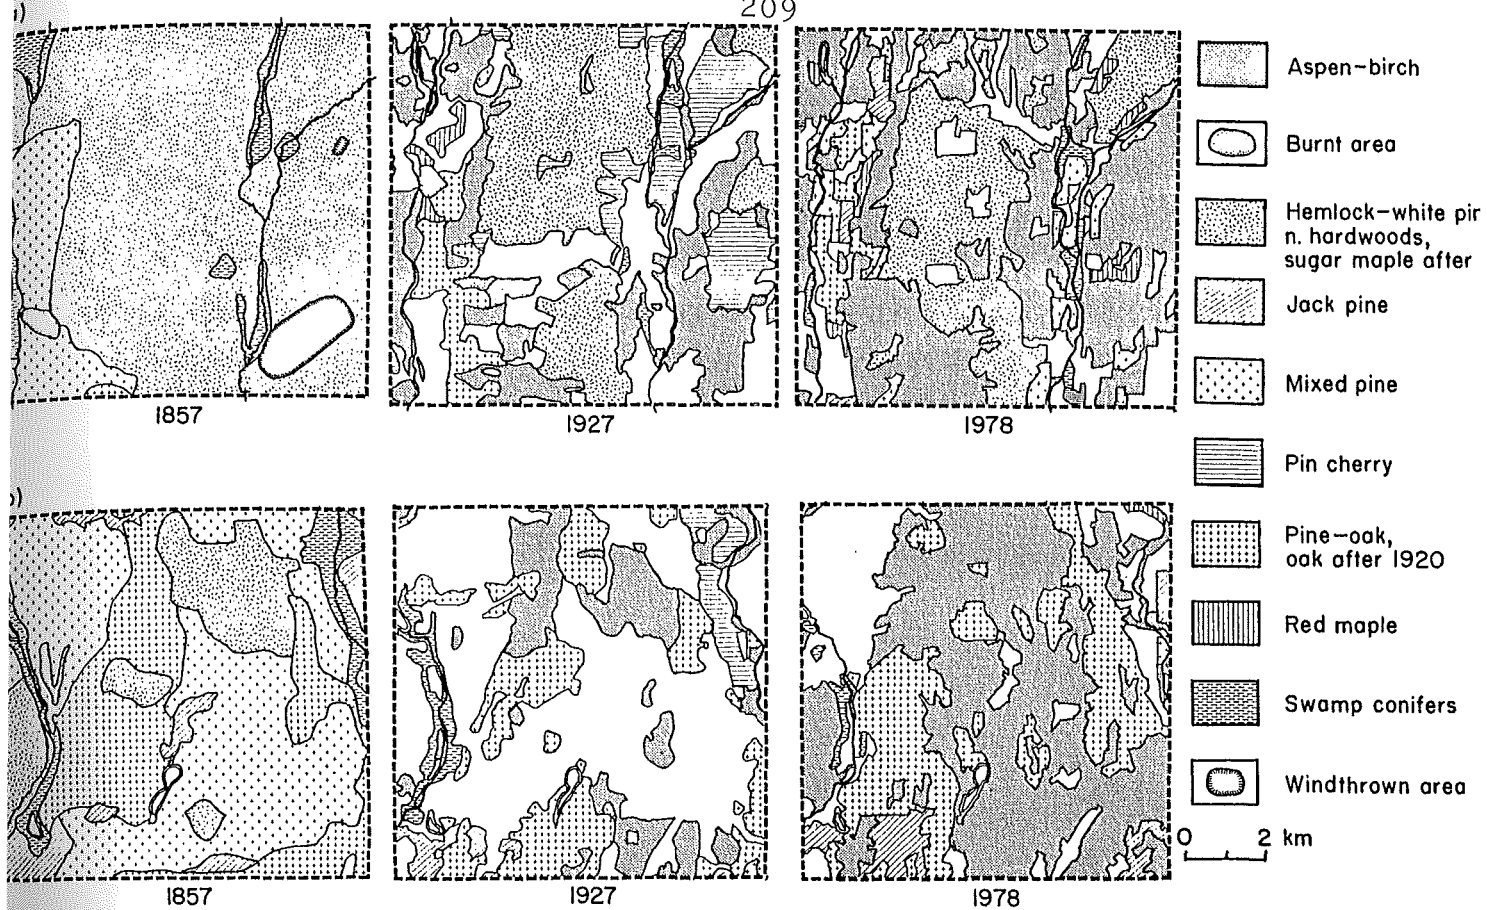 209
)
1857
1927
1978
)
1857
1927
1978
Aspen-birch
Burnt area
Hemlock-white pir
n. hardwoods,
sugar maple after
Jack pine
Mixed pine
Pin cherry
Pine-oak,
oak after 1920
Red maple
Swamp conifers
Windthrown area
0 2 km